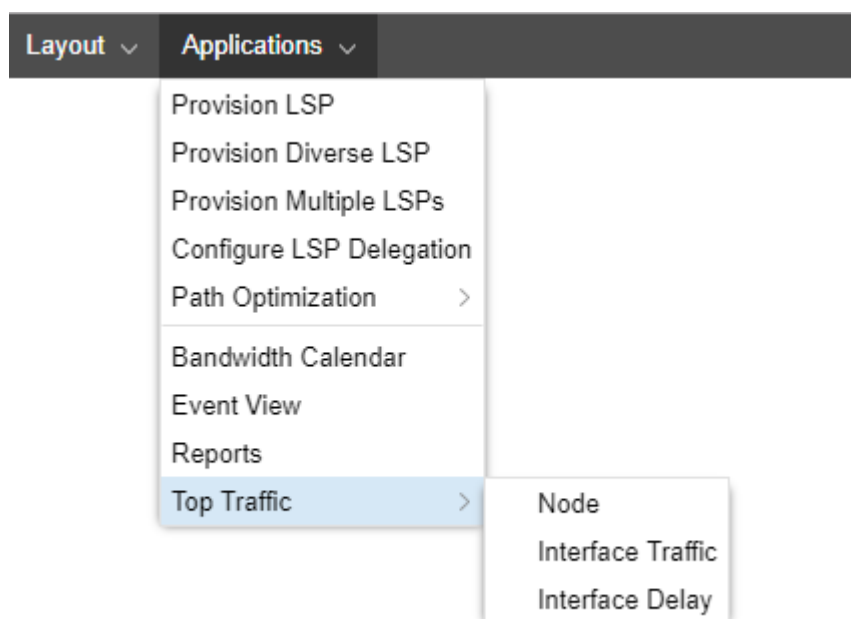 Layout Applications
Provision LSP
Provision Diverse LSP
Provision Multiple LSPs
Configure LSP Delegation
Path Optimization
Bandwidth Calendar
Event View
Reports
Top Traffic
Node
Interface Traffic
Interface Delay